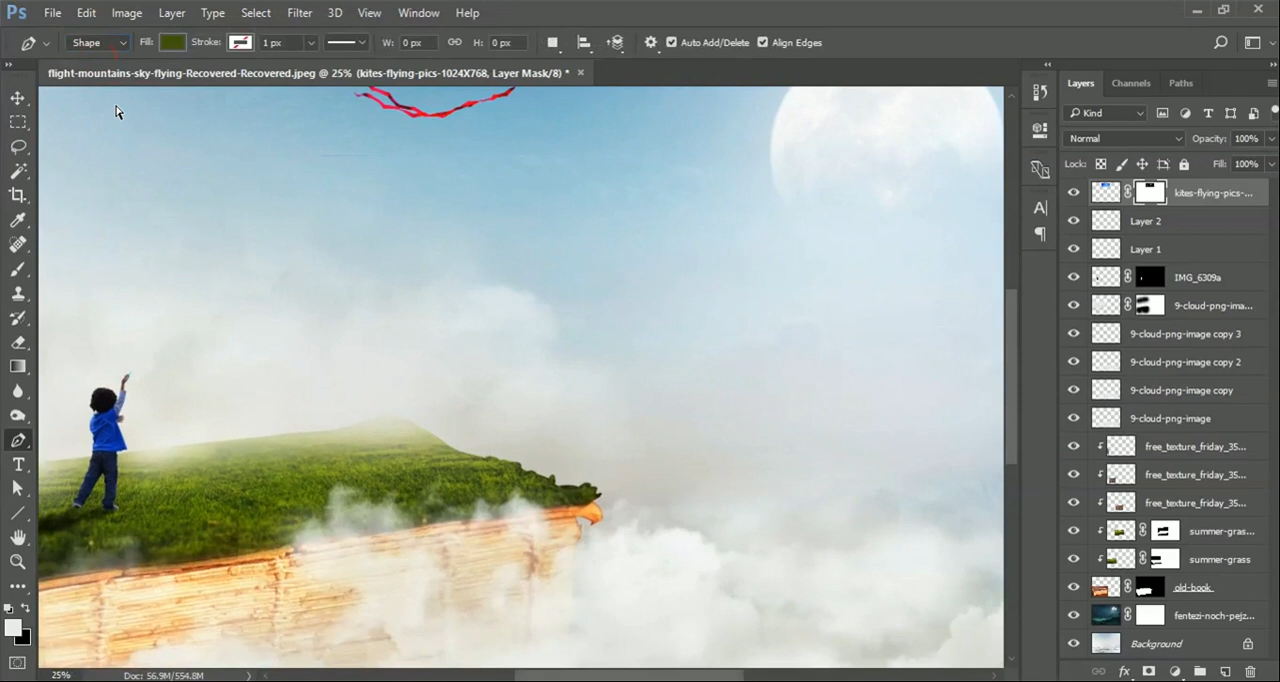 Ps File Edit Image Layer Type Select Filter 3D View Window Help
Shape Fill: Stroke: 1 px W: 0 px H: 0 px Auto Add/Delete Align Edges
flight-mountains-sky-flying-Recovered-Recovered.jpeg @ 25% (kites-flying-pics-1024X768, Layer Mask/8) *
Layers Channels Paths
Kind
Normal Opacity: 100%
Lock: Fill: 100%
kites-flying-pics-...
Layer 2
Layer 1
IMG_6309a
9-cloud-png-ima...
9-cloud-png-image copy 3
9-cloud-png-image copy 2
9-cloud-png-image copy
9-cloud-png-image
free_texture_friday_35...
free_texture_friday_35...
free_texture_friday_35...
summer-gras...
summer-grass
old-book
fentezi-noch-pejz...
Background
25% Doc: 56.9M/554.8M